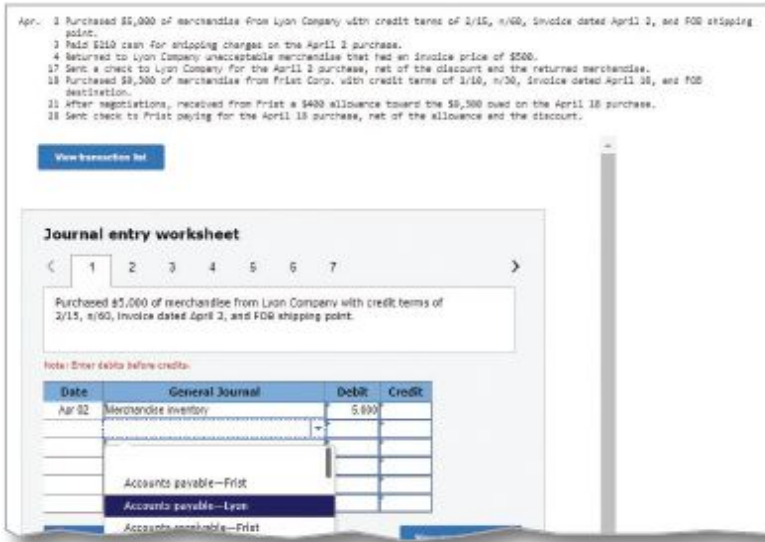 Apr. 2 Purchased $5,000 of merchandise from Lyon Company with credit terms of 2/15, n/60, invoice dated April 2, and FOB shipping
point.
3 Paid $210 cash for shipping charges on the April 2 purchase.
4 Returned to Lyon Company unacceptable merchandise that had an invoice price of $500.
17 Sent a check to Lyon Company for the April 2 purchase, net of the discount and the returned merchandise.
18 Purchased $9,500 of merchandise from Frist Corp. with credit terms of 1/10, n/30, invoice dated April 18, and FOB
destination.
21 After negotiations, received from Frist a $400 allowance toward the $9,500 owed on the April 18 purchase.
28 Sent check to Frist paying for the April 18 purchase, net of the allowance and the discount.
View transaction list
Journal entry worksheet
< 1 2 3 4 5 6 7 >
Purchased $5,000 of merchandise from Lyon Company with credit terms of
2/15, n/60, invoice dated April 2, and FOB shipping point.
Note: Enter debits before credits.
Date General Journal Debit Credit
Apr 02 Merchandise inventory 5,000
Accounts payable—Frist
Accounts payable—Lyon
Accounts receivable—Frist